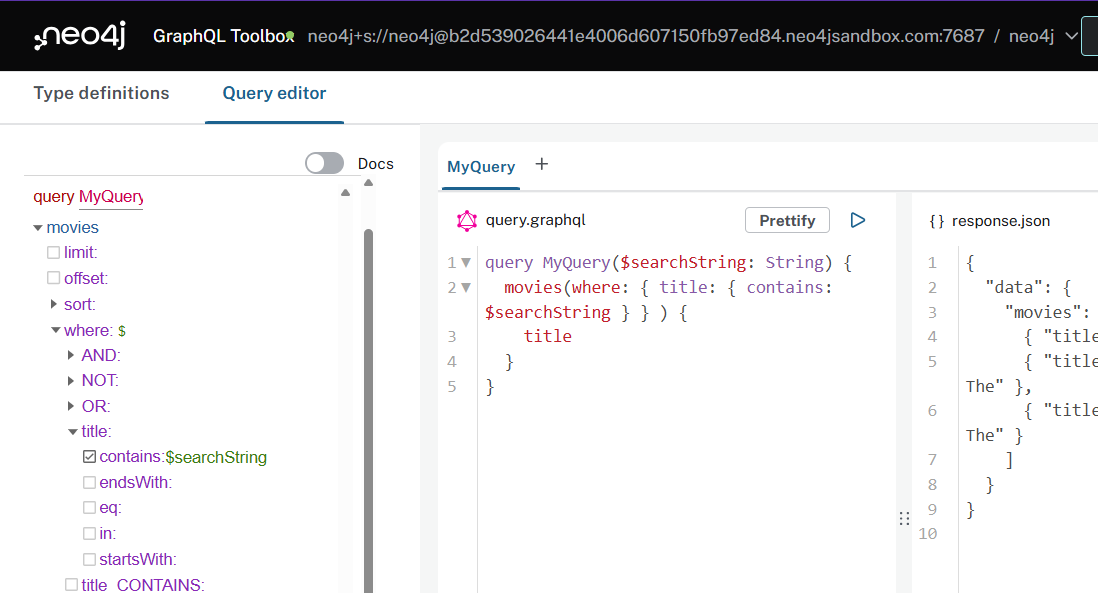 neo4j GraphQL Toolbox neo4j+s://neo4j@b2d539026441e4006d607150fb97ed84.neo4jsandbox.com:7687 / neo4j
Type definitions Query editor
Docs
query MyQuery
movies
limit:
offset:
sort:
where: $
AND:
NOT:
OR:
title:
contains:$searchString
endsWith:
eq:
in:
startsWith:
title_CONTAINS:
MyQuery +
query.graphql Prettify
1 query MyQuery($searchString: String) {
2 movies(where: { title: { contains:
$searchString } } ) {
3 title
4 }
5 }
{} response.json
1 {
2 "data": {
3 "movies":
4 { "title
5 { "title
The" },
6 { "title
The" }
7 ]
8 }
9 }
10